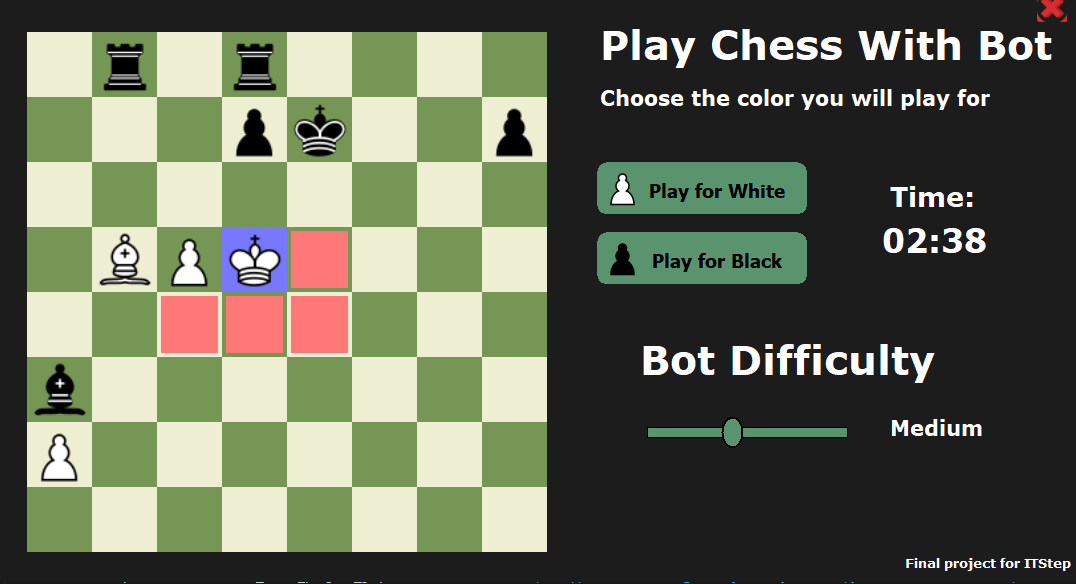 Play Chess With Bot
Choose the color you will play for
Play for White
Play for Black
Time:
02:38
Bot Difficulty
Medium
Final project for ITStep